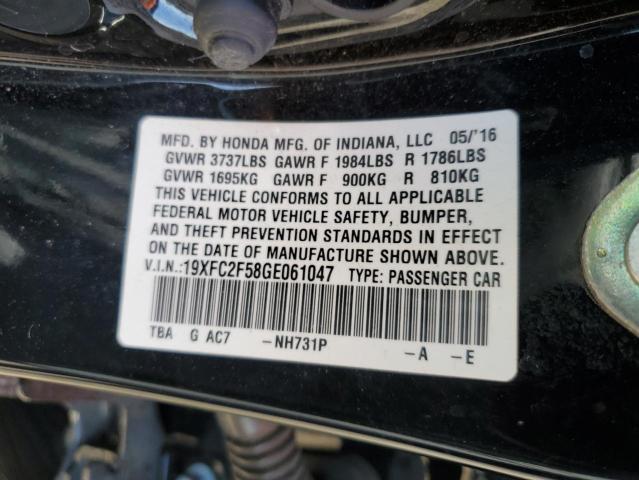 MFD. BY HONDA MFG. OF INDIANA, LLC 05/'16
GVWR 3737LBS GAWR F 1984LBS R 1786LBS
GVWR 1695KG GAWR F 900KG R 810KG
THIS VEHICLE CONFORMS TO ALL APPLICABLE
FEDERAL MOTOR VEHICLE SAFETY, BUMPER,
AND THEFT PREVENTION STANDARDS IN EFFECT
ON THE DATE OF MANUFACTURE SHOWN ABOVE.
V.I.N.:19XFC2F58GE061047 TYPE: PASSENGER CAR
TBA G AC7 -NH731P -A -E